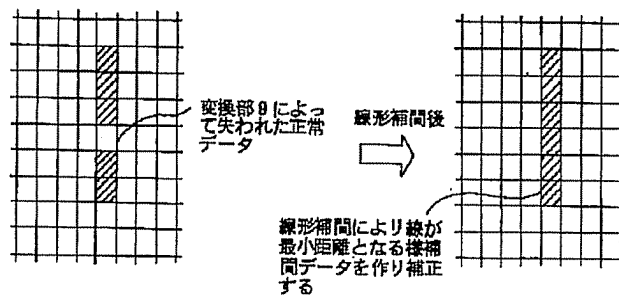 変換部9によっ
て失われた正常
データ
線形補間後
線形補間により線が
最小距離となる様補
間データを作り補正
する